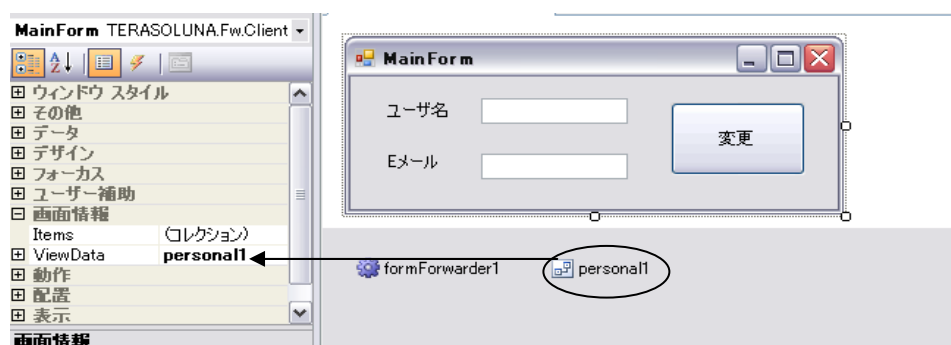 MainForm TERASOLUNA.Fw.Client
ウィンドウ スタイル
その他
データ
デザイン
フォーカス
ユーザー補助
画面情報
Items (コレクション)
ViewData personal1
動作
配置
表示
画面情報
MainForm
ユーザ名
Eメール
変更
formForwarder1 personal1